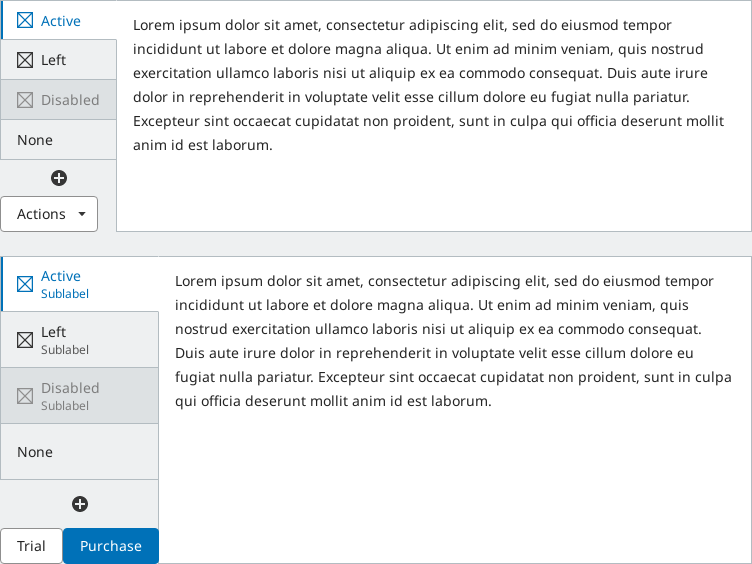 Active
Left
Disabled
None
Actions
Lorem ipsum dolor sit amet, consectetur adipiscing elit, sed do eiusmod tempor
incididunt ut labore et dolore magna aliqua. Ut enim ad minim veniam, quis nostrud
exercitation ullamco laboris nisi ut aliquip ex ea commodo consequat. Duis aute irure
dolor in reprehenderit in voluptate velit esse cillum dolore eu fugiat nulla pariatur.
Excepteur sint occaecat cupidatat non proident, sunt in culpa qui officia deserunt mollit
anim id est laborum.
Active
Sublabel
Left
Sublabel
Disabled
Sublabel
None
Trial
Purchase
Lorem ipsum dolor sit amet, consectetur adipiscing elit, sed do eiusmod tempor
incididunt ut labore et dolore magna aliqua. Ut enim ad minim veniam, quis
nostrud exercitation ullamco laboris nisi ut aliquip ex ea commodo consequat.
Duis aute irure dolor in reprehenderit in voluptate velit esse cillum dolore eu
fugiat nulla pariatur. Excepteur sint occaecat cupidatat non proident, sunt in culpa
qui officia deserunt mollit anim id est laborum.